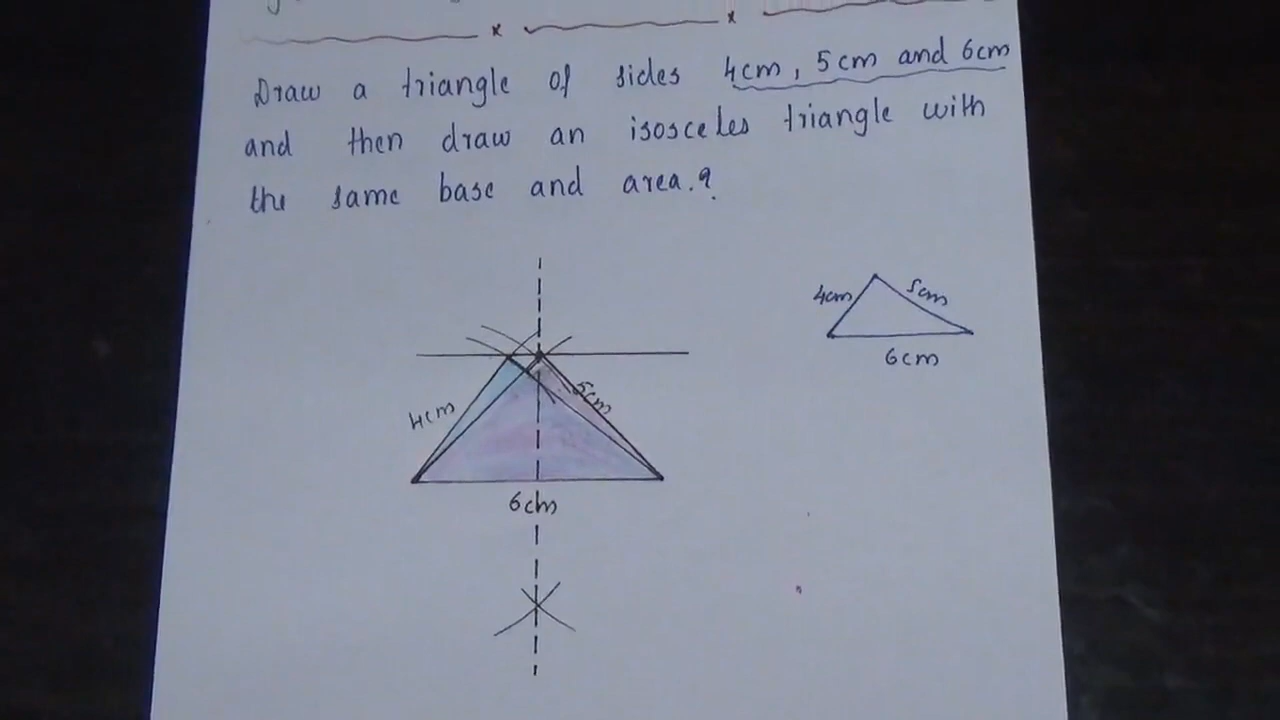 Draw a triangle of sides 4cm, 5cm and 6cm
and then draw an isosceles triangle with
the same base and area.?
4cm
5cm
6cm
4cm
5cm
6cm